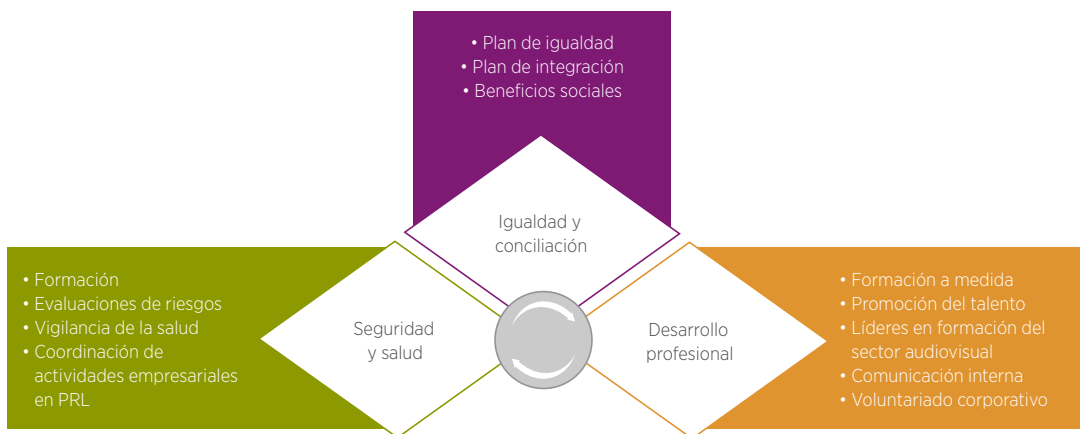 • Plan de igualdad
• Plan de integración
• Beneficios sociales
Igualdad y
conciliación
• Formación
• Evaluaciones de riesgos
• Vigilancia de la salud
• Coordinación de
actividades empresariales
en PRL
Seguridad
y salud
Desarrollo
profesional
• Formación a medida
• Promoción del talento
• Líderes en formación del
sector audiovisual
• Comunicación interna
• Voluntariado corporativo